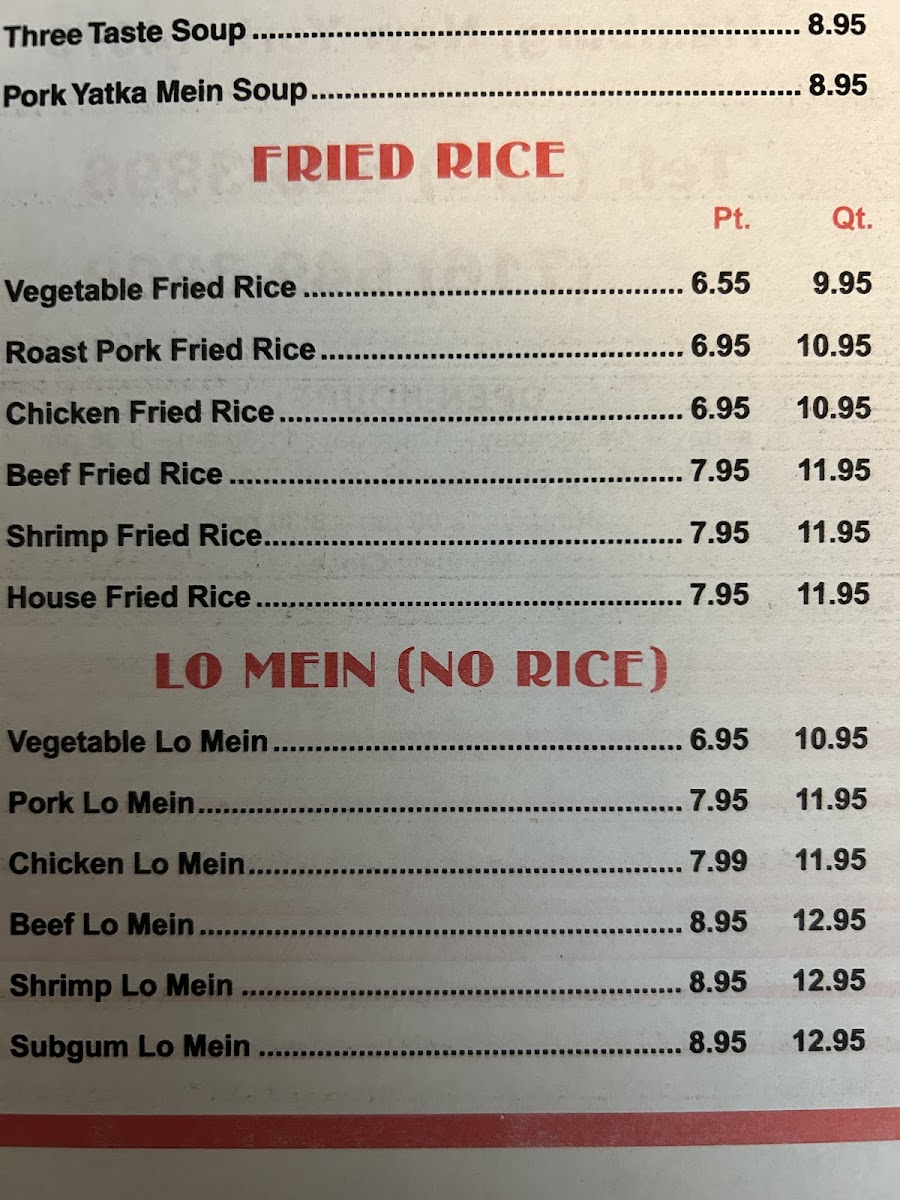 Three Taste Soup ........................................................ 8.95
Pork Yatka Mein Soup.................................................. 8.95
FRIED RICE
Pt. Qt.
Vegetable Fried Rice ........................................ 6.55 9.95
Roast Pork Fried Rice...................................... 6.95 10.95
Chicken Fried Rice .......................................... 6.95 10.95
Beef Fried Rice ................................................ 7.95 11.95
Shrimp Fried Rice............................................ 7.95 11.95
House Fried Rice ............................................. 7.95 11.95
LO MEIN (NO RICE)
Vegetable Lo Mein ........................................... 6.95 10.95
Pork Lo Mein.................................................... 7.95 11.95
Chicken Lo Mein.............................................. 7.99 11.95
Beef Lo Mein .................................................... 8.95 12.95
Shrimp Lo Mein ............................................... 8.95 12.95
Subgum Lo Mein ............................................. 8.95 12.95